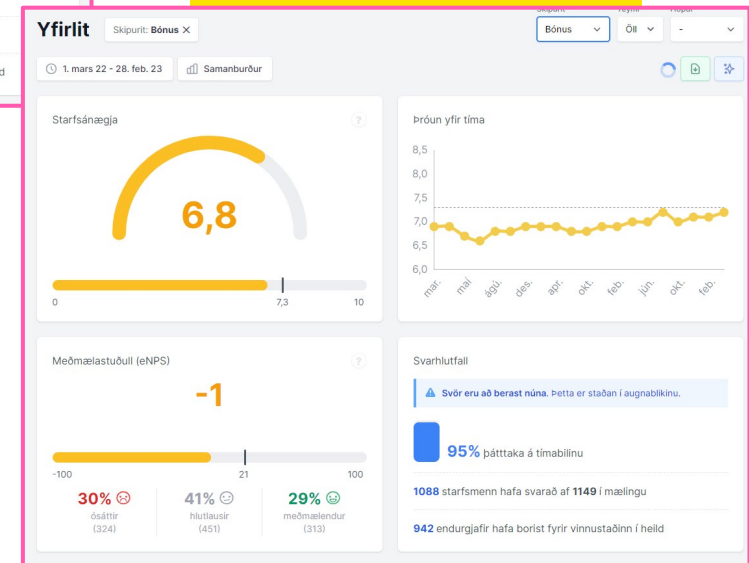 d
Yfirlit
Skipurit: Bónus ×
Bónus
Öll
-
1. mars 22 - 28. feb. 23
Samanburður
Starfsánægja
?
6,8
0
7,3
10
Þróun yfir tíma
8,5
8,0
7,5
7,0
6,5
6,0
mar.
maí
ágú.
des.
apr.
okt.
feb.
jún.
okt.
feb.
Meðmælastuðull (eNPS)
?
-1
-100
21
100
30%
ósáttir
(324)
41%
hlutlausir
(451)
29%
meðmælendur
(313)
Svarhlutfall
Svör eru að berast núna. Þetta er staðan í augnablikinu.
95% þátttaka á tímabilinu
1088 starfsmenn hafa svarað af 1149 í mælingu
942 endurgjafir hafa borist fyrir vinnustaðinn í heild